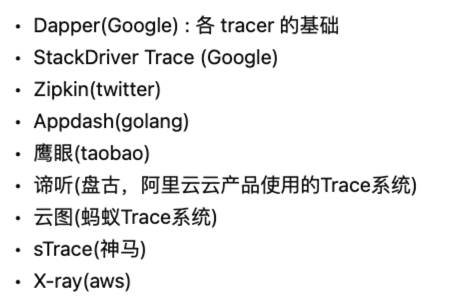 • Dapper(Google) : 各 tracer 的基础
• StackDriver Trace (Google)
• Zipkin(twitter)
• Appdash(golang)
• 鹰眼(taobao)
• 谛听(盘古，阿里云云产品使用的Trace系统)
• 云图(蚂蚁Trace系统)
• sTrace(神马)
• X-ray(aws)